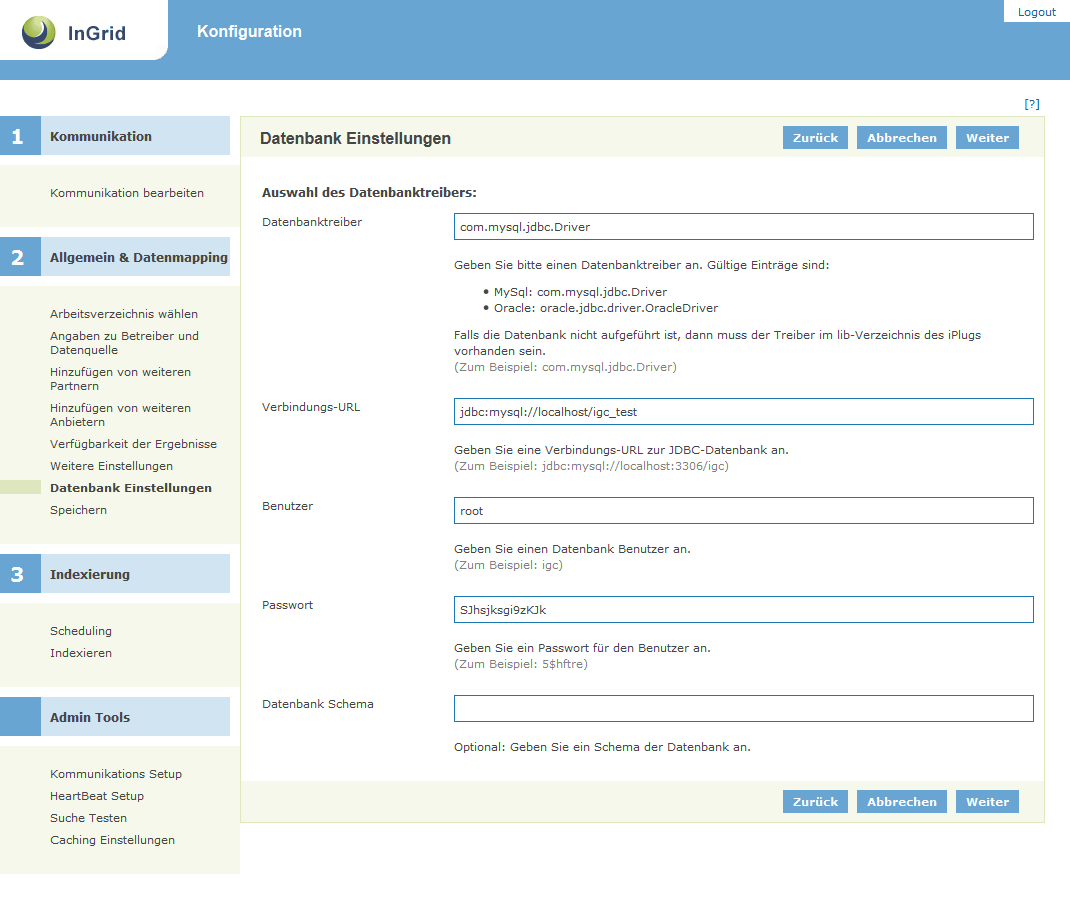 InGrid
Konfiguration
Logout
[?]
1 Kommunikation
Kommunikation bearbeiten
2 Allgemein & Datenmapping
Arbeitsverzeichnis wählen
Angaben zu Betreiber und
Datenquelle
Hinzufügen von weiteren
Partnern
Hinzufügen von weiteren
Anbietern
Verfügbarkeit der Ergebnisse
Weitere Einstellungen
Datenbank Einstellungen
Speichern
3 Indexierung
Scheduling
Indexieren
Admin Tools
Kommunikations Setup
HeartBeat Setup
Suche Testen
Caching Einstellungen
Datenbank Einstellungen
Zurück Abbrechen Weiter
Auswahl des Datenbanktreibers:
Datenbanktreiber
com.mysql.jdbc.Driver
Geben Sie bitte einen Datenbanktreiber an. Gültige Einträge sind:
• MySql: com.mysql.jdbc.Driver
• Oracle: oracle.jdbc.driver.OracleDriver
Falls die Datenbank nicht aufgeführt ist, dann muss der Treiber im lib-Verzeichnis des iPlugs
vorhanden sein.
(Zum Beispiel: com.mysql.jdbc.Driver)
Verbindungs-URL
jdbc:mysql://localhost/igc_test
Geben Sie eine Verbindungs-URL zur JDBC-Datenbank an.
(Zum Beispiel: jdbc:mysql://localhost:3306/igc)
Benutzer
root
Geben Sie einen Datenbank Benutzer an.
(Zum Beispiel: igc)
Passwort
SJhsjksgi9zKJk
Geben Sie ein Passwort für den Benutzer an.
(Zum Beispiel: 5$hftre)
Datenbank Schema
Optional: Geben Sie ein Schema der Datenbank an.
Zurück Abbrechen Weiter